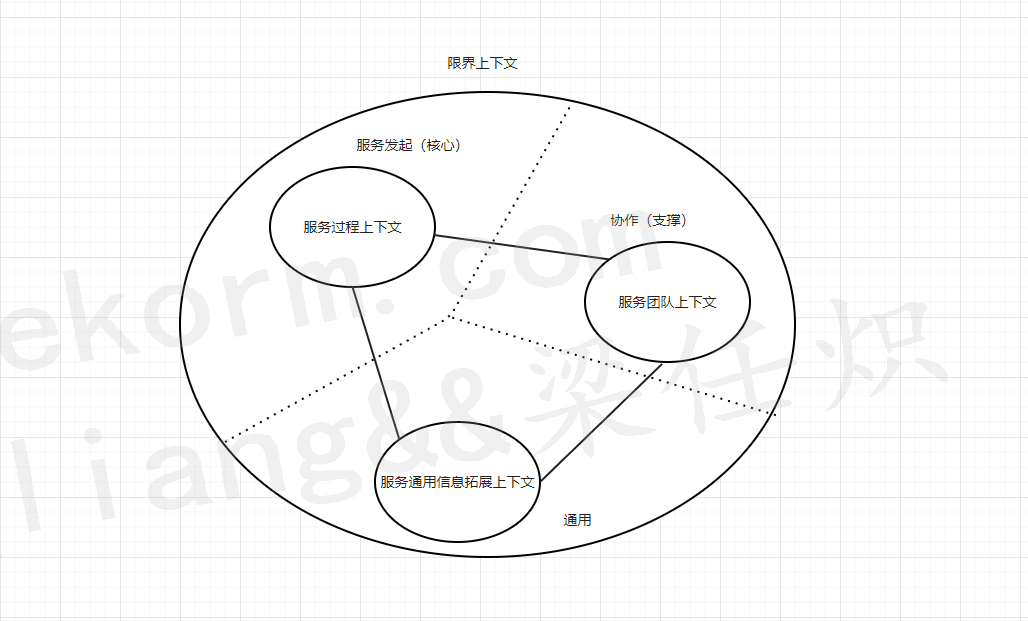 限界上下文
服务发起（核心）
服务过程上下文
协作（支撑）
服务团队上下文
服务通用信息拓展上下文
通用
ekorm.com
liang&&梁任炽